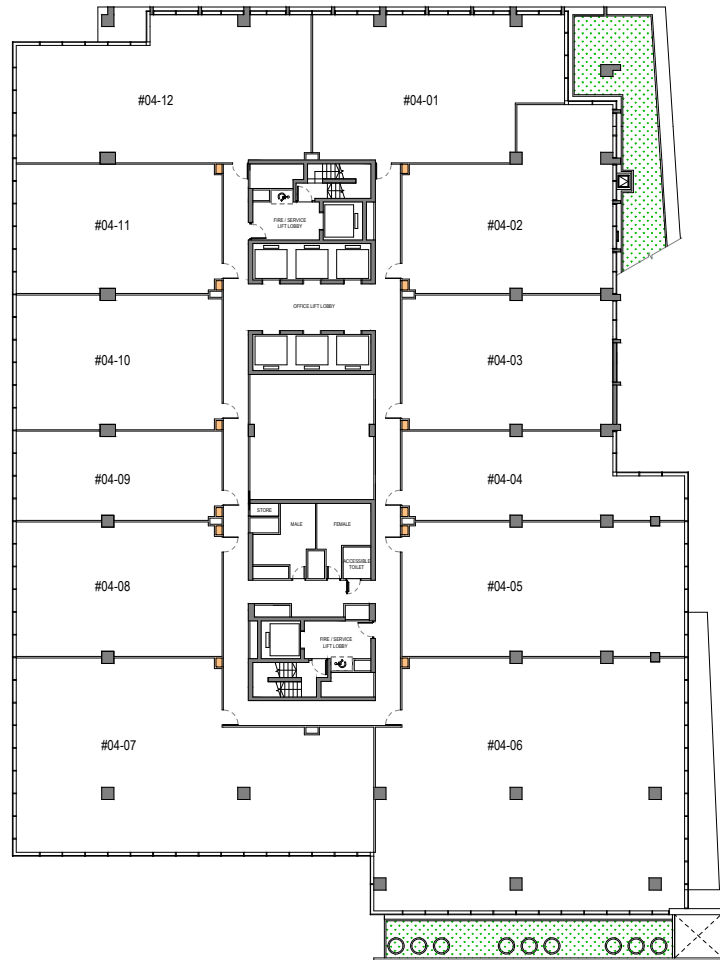 #04-12
#04-01
#04-11
FIRE / SERVICE
LIFT LOBBY
#04-02
OFFICE LIFT LOBBY
#04-10
#04-03
#04-09
#04-04
STORE
MALE
FEMALE
ACCESSIBLE
TOILET
#04-08
#04-05
FIRE / SERVICE
LIFT LOBBY
#04-07
#04-06